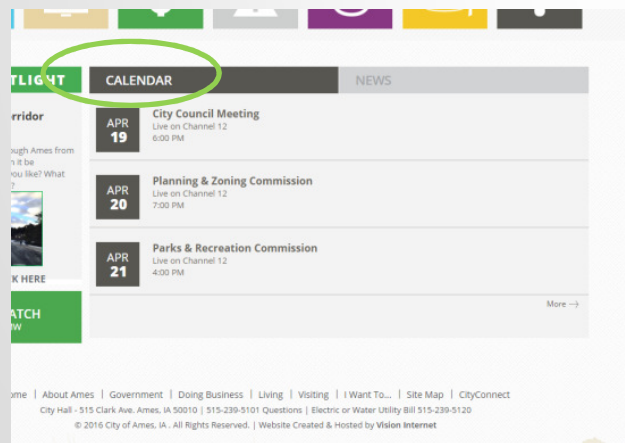 TLIGHT
CALENDAR
NEWS
rridor
ough Ames from
n it be
you like? What
?
K HERE
ATCH
APR
19
City Council Meeting
Live on Channel 12
6:00 PM
APR
20
Planning & Zoning Commission
Live on Channel 12
7:00 PM
APR
21
Parks & Recreation Commission
Live on Channel 12
4:00 PM
More →
ome | About Ames | Government | Doing Business | Living | Visiting | I Want To... | Site Map | CityConnect
City Hall - 515 Clark Ave. Ames, IA 50010 | 515-239-5101 Questions | Electric or Water Utility Bill 515-239-5120
© 2016 City of Ames, IA . All Rights Reserved. | Website Created & Hosted by Vision Internet